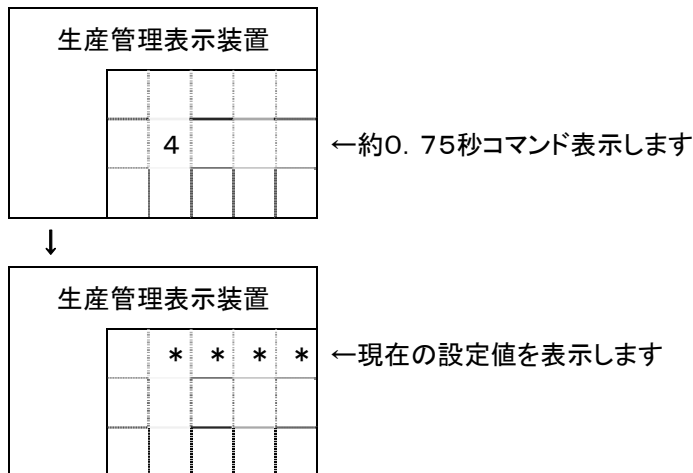 生産管理表示装置
4 ←約0.75秒コマンド表示します
↓
生産管理表示装置
* * * * ←現在の設定値を表示します